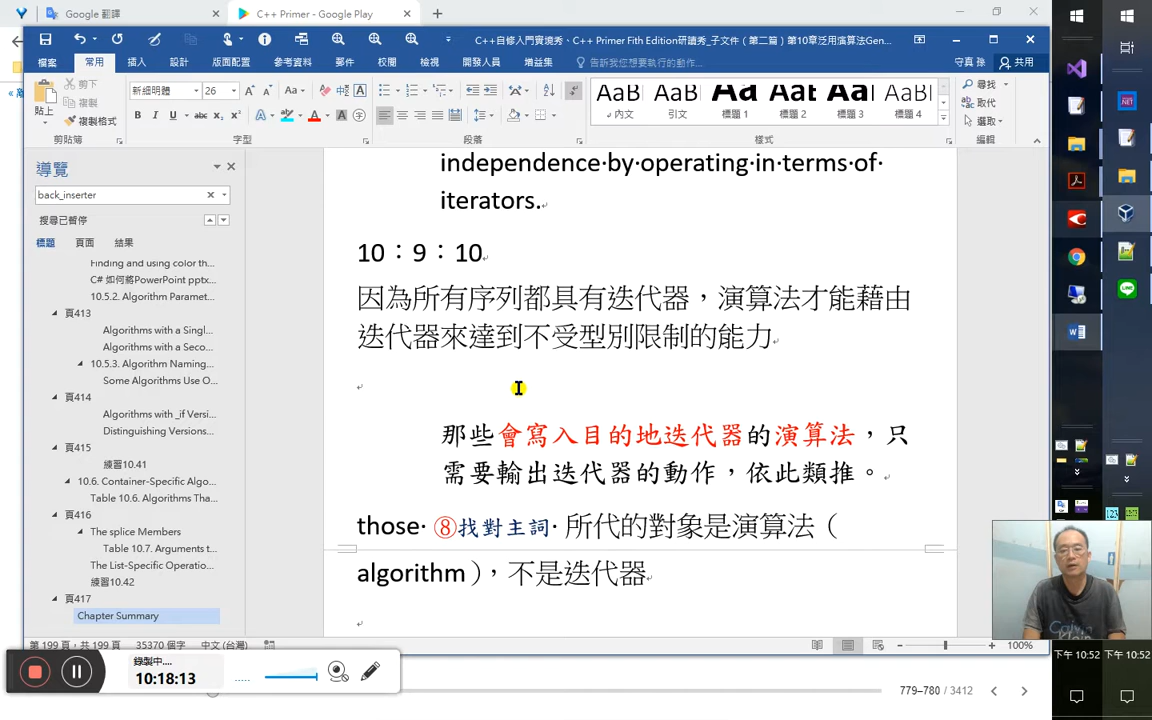 Google 翻譯
C++ Primer - Google Play
C++自修入門實境秀、C++ Primer Fith Edition研讀秀_子文件（第二篇）第10章泛用演算法Gen...
檔案 常用 插入 設計 版面配置 參考資料 郵件 校閱 檢視 開發人員 增益集 告訴我您想要執行的動作... 守真 孫 共用
貼上
剪下
複製
複製格式
新細明體 26
AaB AaB Aa Aat Aal AaBl
內文 引文 標題 1 標題 2 標題 3 標題 4
尋找
取代
選取
剪貼簿 字型 段落 樣式 編輯
導覽
back_inserter
搜尋已暫停
標題 頁面 結果
Finding and using color th...
C# 如何將PowerPoint pptx...
10.5.2. Algorithm Paramet...
頁413
Algorithms with a Singl...
Algorithms with a Seco...
10.5.3. Algorithm Naming...
Some Algorithms Use O...
頁414
Algorithms with _if Versi...
Distinguishing Versions...
頁415
練習10.41
10.6. Container-Specific Algo...
Table 10.6. Algorithms Tha...
頁416
The splice Members
Table 10.7. Arguments t...
The List-Specific Operatio...
練習10.42
頁417
Chapter Summary
independence·by·operating·in·terms·of·
iterators.
10：9：10
因為所有序列都具有迭代器，演算法才能藉由
迭代器來達到不受型別限制的能力
那些會寫入目的地迭代器的演算法，只
需要輸出迭代器的動作，依此類推。
those· ⑧找對主詞· 所代的對象是演算法（
algorithm），不是迭代器
第 199 頁，共 199 頁 35370 個字 中文 (台灣) 100%
錄製中....
10:18:13
779–780 / 3412
下午 10:52 下午 10:52